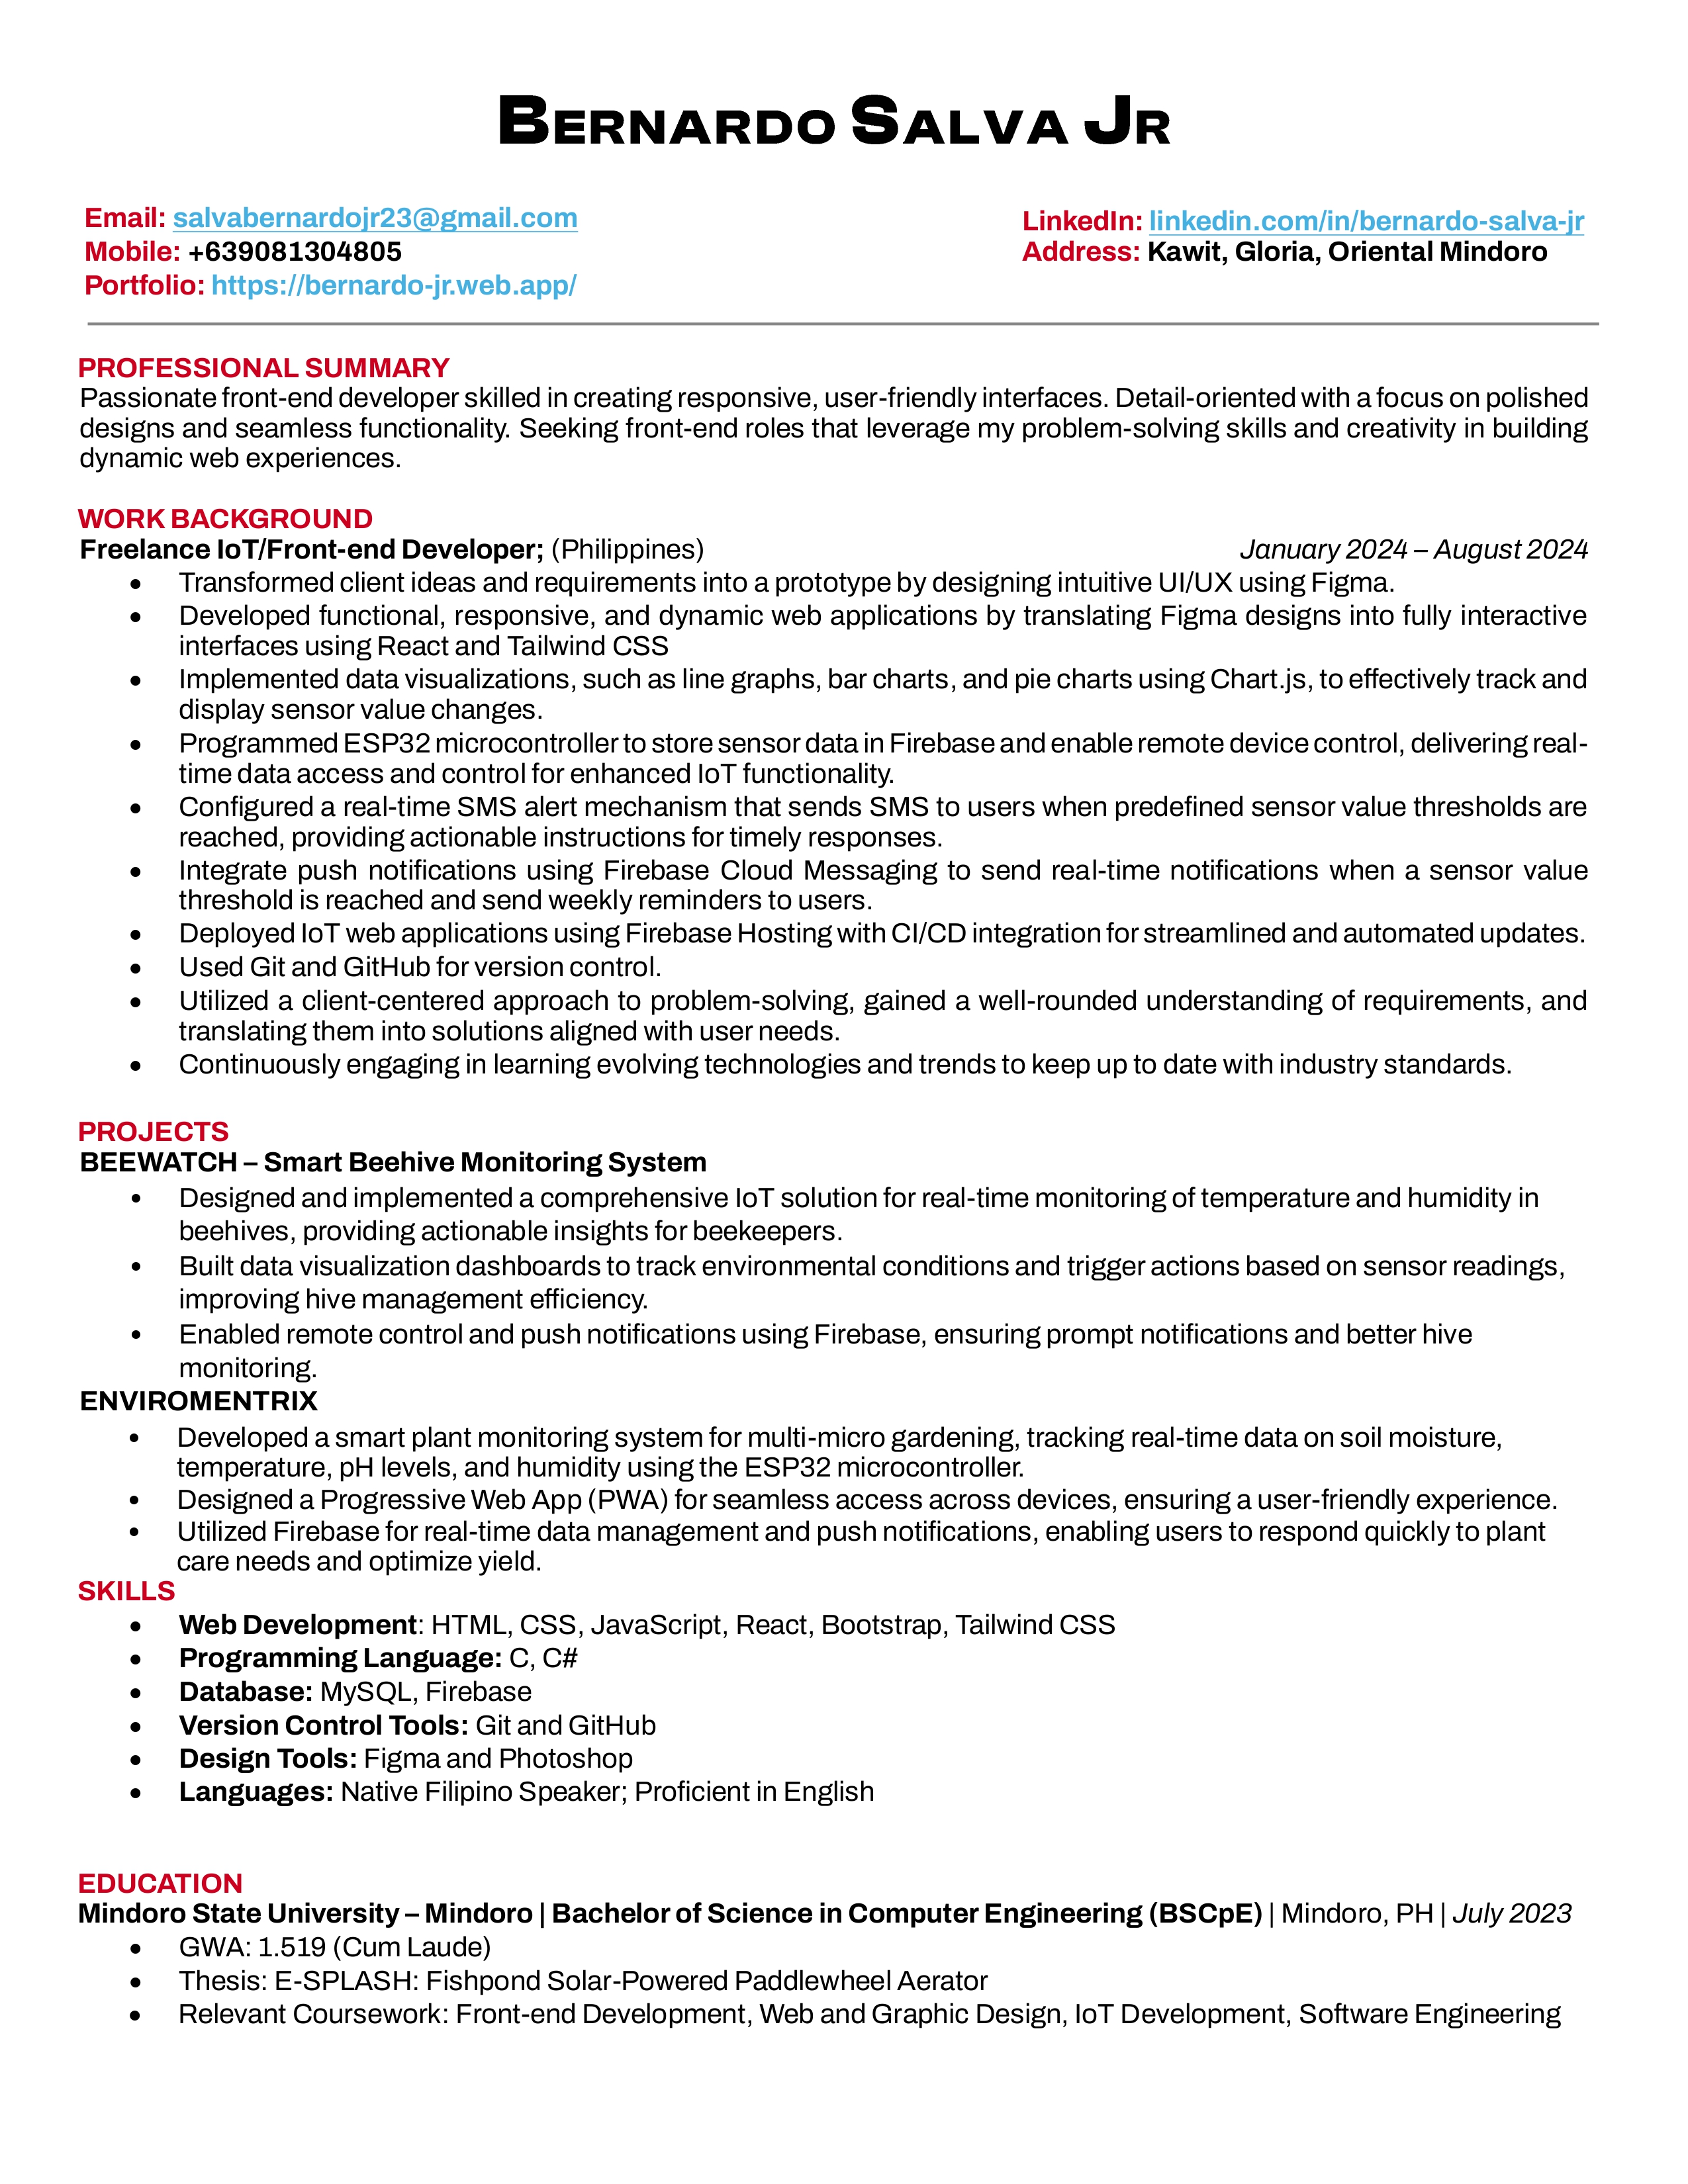 Bernardo Salva Jr
Email: salvabernardojr23@gmail.com
Mobile: +639081304805
Portfolio: https://bernardo-jr.web.app/
LinkedIn: linkedin.com/in/bernardo-salva-jr
Address: Kawit, Gloria, Oriental Mindoro
PROFESSIONAL SUMMARY
Passionate front-end developer skilled in creating responsive, user-friendly interfaces. Detail-oriented with a focus on polished
designs and seamless functionality. Seeking front-end roles that leverage my problem-solving skills and creativity in building
dynamic web experiences.
WORK BACKGROUND
Freelance IoT/Front-end Developer; (Philippines) January 2024 – August 2024
• Transformed client ideas and requirements into a prototype by designing intuitive UI/UX using Figma.
• Developed functional, responsive, and dynamic web applications by translating Figma designs into fully interactive
interfaces using React and Tailwind CSS
• Implemented data visualizations, such as line graphs, bar charts, and pie charts using Chart.js, to effectively track and
display sensor value changes.
• Programmed ESP32 microcontroller to store sensor data in Firebase and enable remote device control, delivering real-
time data access and control for enhanced IoT functionality.
• Configured a real-time SMS alert mechanism that sends SMS to users when predefined sensor value thresholds are
reached, providing actionable instructions for timely responses.
• Integrate push notifications using Firebase Cloud Messaging to send real-time notifications when a sensor value
threshold is reached and send weekly reminders to users.
• Deployed IoT web applications using Firebase Hosting with CI/CD integration for streamlined and automated updates.
• Used Git and GitHub for version control.
• Utilized a client-centered approach to problem-solving, gained a well-rounded understanding of requirements, and
translating them into solutions aligned with user needs.
• Continuously engaging in learning evolving technologies and trends to keep up to date with industry standards.
PROJECTS
BEEWATCH – Smart Beehive Monitoring System
• Designed and implemented a comprehensive IoT solution for real-time monitoring of temperature and humidity in
beehives, providing actionable insights for beekeepers.
• Built data visualization dashboards to track environmental conditions and trigger actions based on sensor readings,
improving hive management efficiency.
• Enabled remote control and push notifications using Firebase, ensuring prompt notifications and better hive
monitoring.
ENVIROMENTRIX
• Developed a smart plant monitoring system for multi-micro gardening, tracking real-time data on soil moisture,
temperature, pH levels, and humidity using the ESP32 microcontroller.
• Designed a Progressive Web App (PWA) for seamless access across devices, ensuring a user-friendly experience.
• Utilized Firebase for real-time data management and push notifications, enabling users to respond quickly to plant
care needs and optimize yield.
SKILLS
• Web Development: HTML, CSS, JavaScript, React, Bootstrap, Tailwind CSS
• Programming Language: C, C#
• Database: MySQL, Firebase
• Version Control Tools: Git and GitHub
• Design Tools: Figma and Photoshop
• Languages: Native Filipino Speaker; Proficient in English
EDUCATION
Mindoro State University – Mindoro | Bachelor of Science in Computer Engineering (BSCpE) | Mindoro, PH | July 2023
• GWA: 1.519 (Cum Laude)
• Thesis: E-SPLASH: Fishpond Solar-Powered Paddlewheel Aerator
• Relevant Coursework: Front-end Development, Web and Graphic Design, IoT Development, Software Engineering